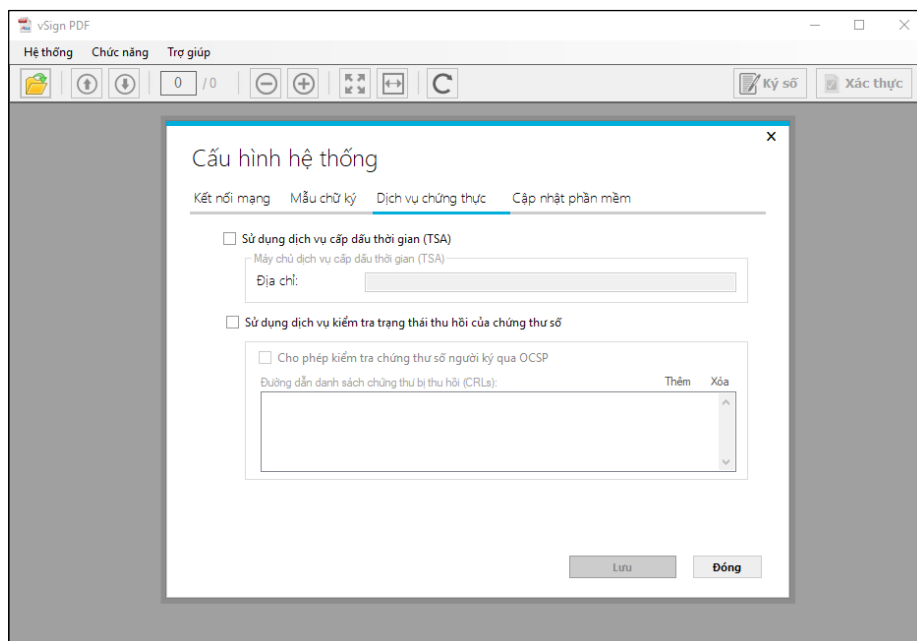 vSign PDF
Hệ thống Chức năng Trợ giúp
0 / 0 Ký số Xác thực
Cấu hình hệ thống
Kết nối mạng Mẫu chữ ký Dịch vụ chứng thực Cập nhật phần mềm
Sử dụng dịch vụ cấp dấu thời gian (TSA)
Máy chủ dịch vụ cấp dấu thời gian (TSA)
Địa chỉ:
Sử dụng dịch vụ kiểm tra trạng thái thu hồi của chứng thư số
Cho phép kiểm tra chứng thư số người ký qua OCSP
Đường dẫn danh sách chứng thư bị thu hồi (CRLs): Thêm Xóa
Lưu Đóng